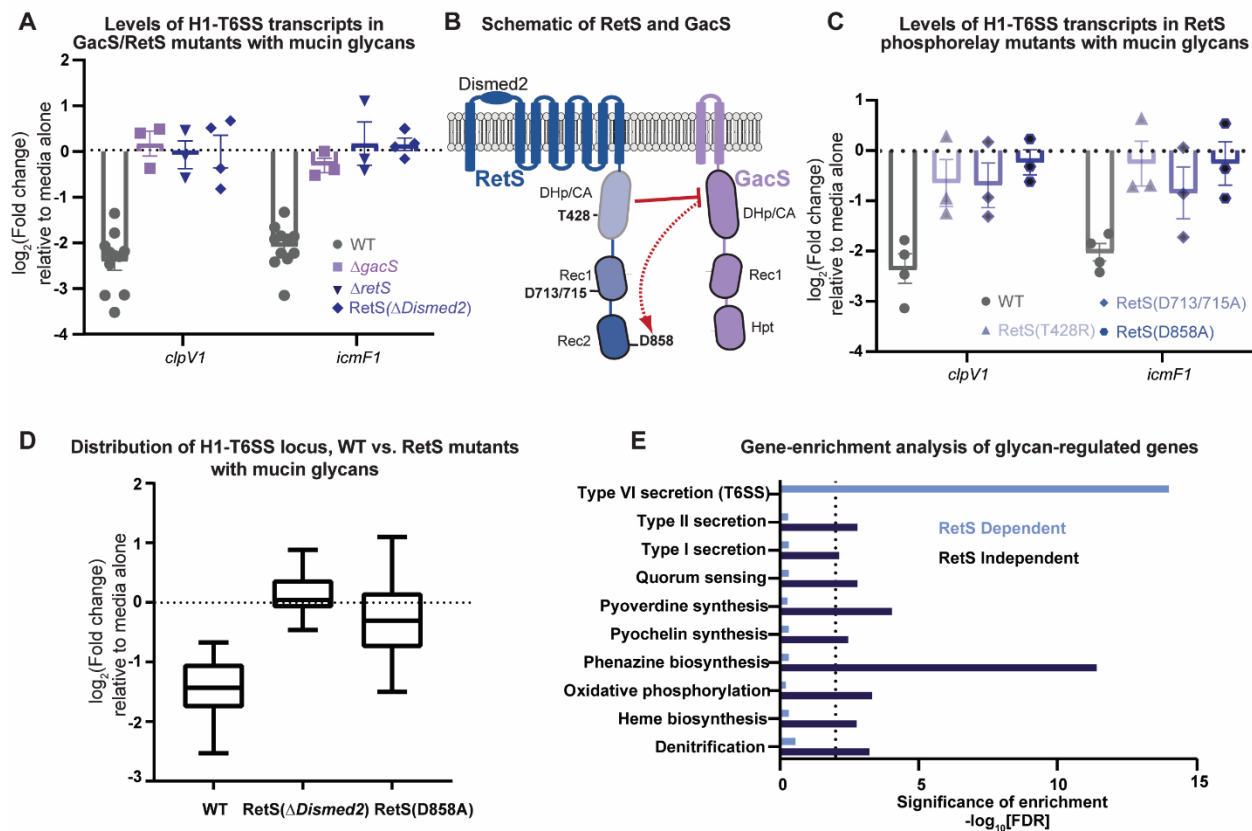 A
Levels of H1-T6SS transcripts in
GacS/RetS mutants with mucin glycans
log2(Fold change)
relative to media alone
2
1
0
-1
-2
-3
-4
WT
ΔgacS
ΔretS
RetS(ΔDismed2)
clpV1
icmF1
B
Schematic of RetS and GacS
Dismed2
RetS
GacS
DHp/CA
T428
DHp/CA
Rec1
D713/715
Rec1
Rec2
D858
Hpt
C
Levels of H1-T6SS transcripts in RetS
phosphorelay mutants with mucin glycans
log2(Fold change)
relative to media alone
2
1
0
-1
-2
-3
-4
WT
RetS(D713/715A)
RetS(T428R)
RetS(D858A)
clpV1
icmF1
D
Distribution of H1-T6SS locus, WT vs. RetS mutants
with mucin glycans
log2(Fold change)
relative to media alone
2
1
0
-1
-2
-3
WT
RetS(ΔDismed2)
RetS(D858A)
E
Gene-enrichment analysis of glycan-regulated genes
Type VI secretion (T6SS)
Type II secretion
Type I secretion
Quorum sensing
Pyoverdine synthesis
Pyochelin synthesis
Phenazine biosynthesis
Oxidative phosphorylation
Heme biosynthesis
Denitrification
RetS Dependent
RetS Independent
0
5
10
15
Significance of enrichment
-log10[FDR]